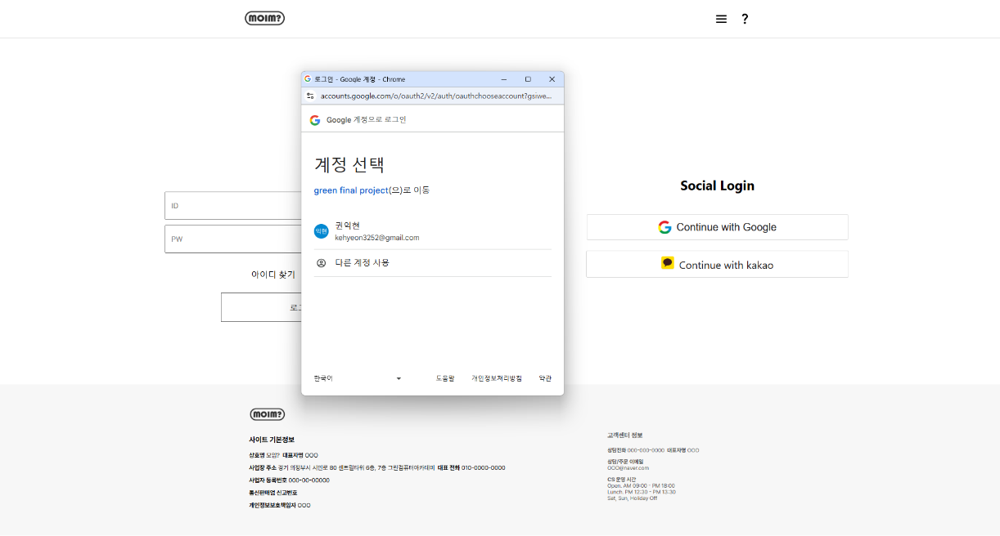 MOIM?
?
로그인 - Google 계정 - Chrome
accounts.google.com/o/oauth2/v2/auth/oauthchooseaccount?gsiwe...
Google 계정으로 로그인
계정 선택
green final project(으)로 이동
익현
권익현
kehyeon3252@gmail.com
다른 계정 사용
한국어
도움말
개인정보처리방침
약관
ID
PW
아이디 찾기
Social Login
Continue with Google
Continue with kakao
MOIM?
사이트 기본정보
상호명 모임? 대표자명 OOO
사업장 주소 경기 의정부시 시민로 80 센트럴타워 6층, 7층 그린컴퓨터아카데미 대표 전화 010-0000-0000
사업자 등록번호 000-00-00000
통신판매업 신고번호
개인정보보호책임자 OOO
고객센터 정보
상담전화 000-000-0000 대표자명 OOO
상담/주문 이메일
OOO@naver.com
CS 운영 시간
Open. AM 09:00 - PM 18:00
Lunch. PM 12:30 - PM 13:30
Sat, Sun, Holiday Off